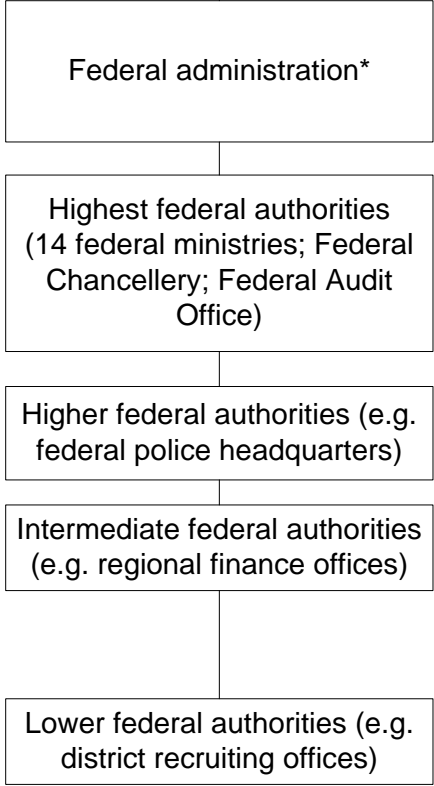 Federal administration*
Highest federal authorities
(14 federal ministries; Federal
Chancellery; Federal Audit
Office)
Higher federal authorities (e.g.
federal police headquarters)
Intermediate federal authorities
(e.g. regional finance offices)
Lower federal authorities (e.g.
district recruiting offices)